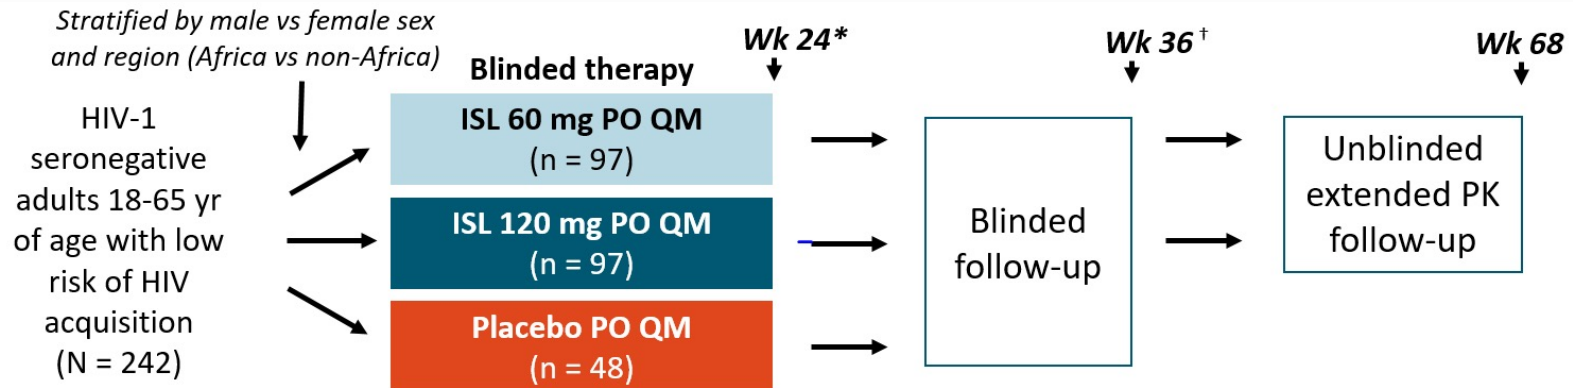 Stratified by male vs female sex
and region (Africa vs non-Africa)
HIV-1
seronegative
adults 18-65 yr
of age with low
risk of HIV
acquisition
(N = 242)
Blinded therapy
ISL 60 mg PO QM
(n = 97)
ISL 120 mg PO QM
(n = 97)
Placebo PO QM
(n = 48)
Wk 24*
Blinded
follow-up
Wk 36†
Unblinded
extended PK
follow-up
Wk 68